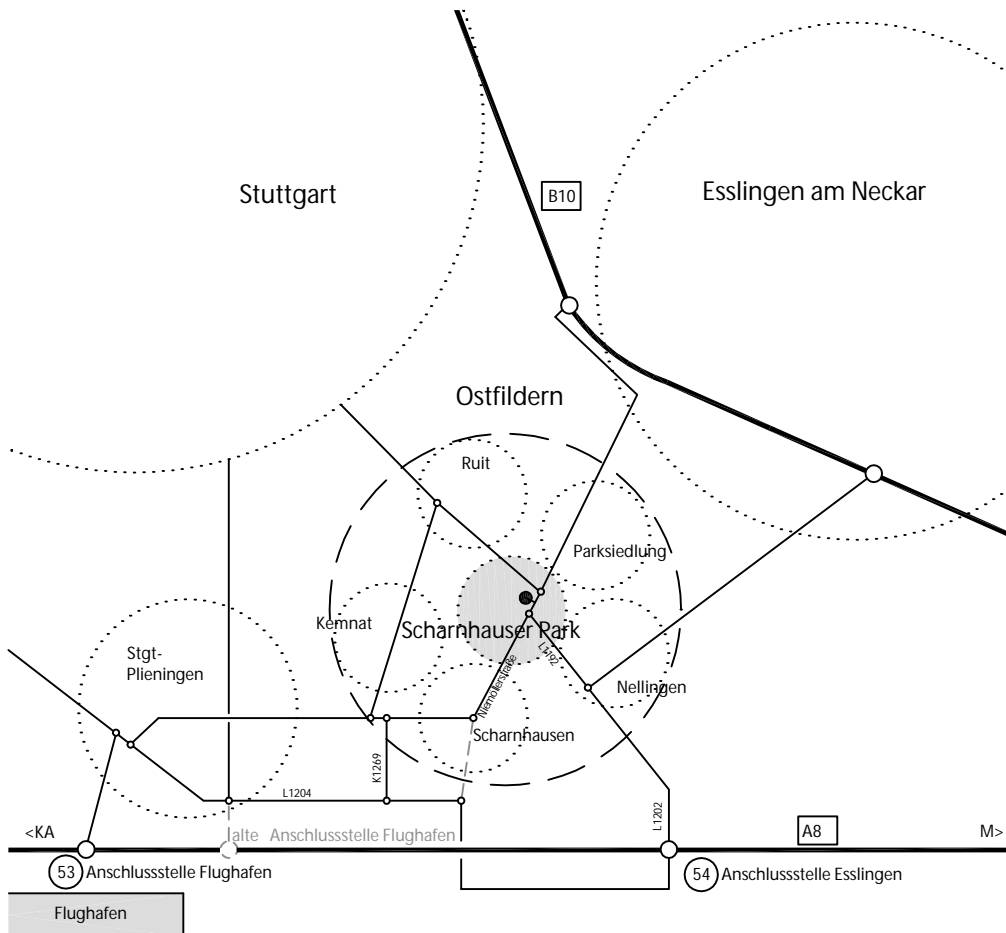 Stuttgart
B10
Esslingen am Neckar
Ostfildern
Ruit
Parksiedlung
Kemnat
Scharnhauser Park
Stgt-
Plieningen
L1192
Niemöllerstraße
Nellingen
Scharnhausen
K1269
L1204
L1202
<KA
alte Anschlussstelle Flughafen
A8
M>
53 Anschlussstelle Flughafen
54 Anschlussstelle Esslingen
Flughafen